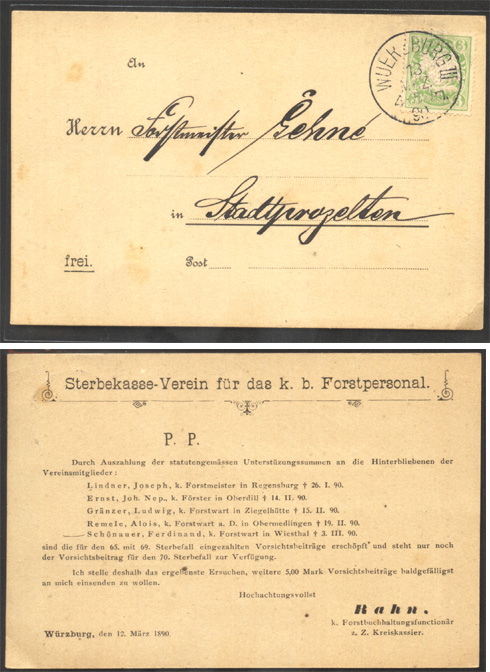 An
Herrn Forstmeister Gehné
in Stadtprozelten
frei.
Post
WUERZBURG III
13
90
3
Sterbekasse-Verein für das k. b. Forstpersonal.
P. P.
Durch Auszahlung der statutengemässen Unterstüzungssummen an die Hinterbliebenen der
Vereinsmitglieder :
Lindner, Joseph, k. Forstmeister in Regensburg † 26. I. 90.
Ernst, Joh. Nep., k. Förster in Oberdill † 14. II. 90.
Gränzer, Ludwig, k. Forstwart in Ziegelhütte † 15. II. 90.
Remele, Alois, k. Forstwart a. D. in Obermedlingen † 19. II. 90.
Schönauer, Ferdinand, k. Forstwart in Wiesthal † 3. III. 90.
sind die für den 65. mit 69. Sterbefall eingezahlten Vorsichtsbeiträge erschöpft und steht nur noch
der Vorsichtsbeitrag für den 70. Sterbefall zur Verfügung.
Ich stelle deshalb das ergebenste Ersuchen, weitere 5,00 Mark Vorsichtsbeiträge baldgefälligst
an mich einsenden zu wollen.
Hochachtungsvollst
Rahn.
k. Forstbuchhaltungsfunctionär
z. Z. Kreiskassier.
Würzburg, den 12. März 1890.